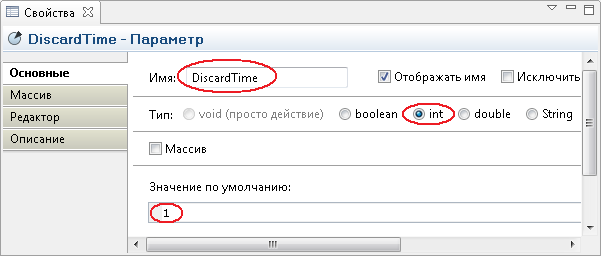 Свойства
DiscardTime - Параметр
Основные
Массив
Редактор
Описание
Имя: DiscardTime Отображать имя Исключить
Тип: void (просто действие) boolean int double String
Массив
Значение по умолчанию:
1